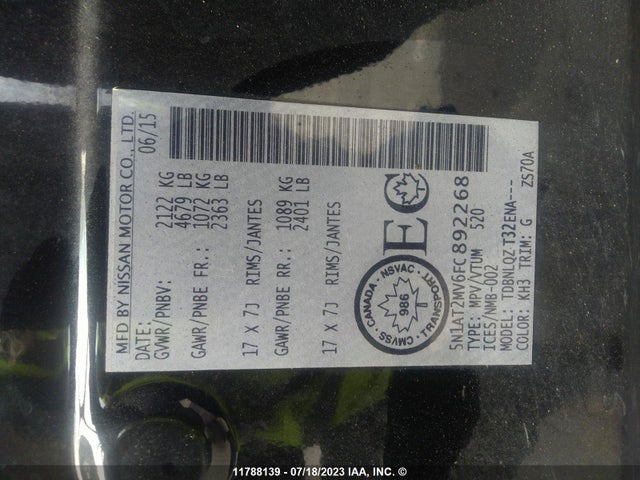 MFD BY NISSAN MOTOR CO., LTD.
DATE: 06/15
GVWR/PNBV: 2122 KG
4679 LB
GAWR/PNBE FR.: 1072 KG
2363 LB
17 X 7J RIMS/JANTES
GAWR/PNBE RR.: 1089 KG
2401 LB
17 X 7J RIMS/JANTES
CANADA · NSVAC · TRANSPORT · CMVSS
986
EC
5N1AT2MV6FC892268
TYPE: MPV/VTUM 520
ICES/NMB-002
MODEL: TDBNLQZ T32ENA---
COLOR: KH3 TRIM: G Z570A
11788139 - 07/18/2023 IAA, INC. ©